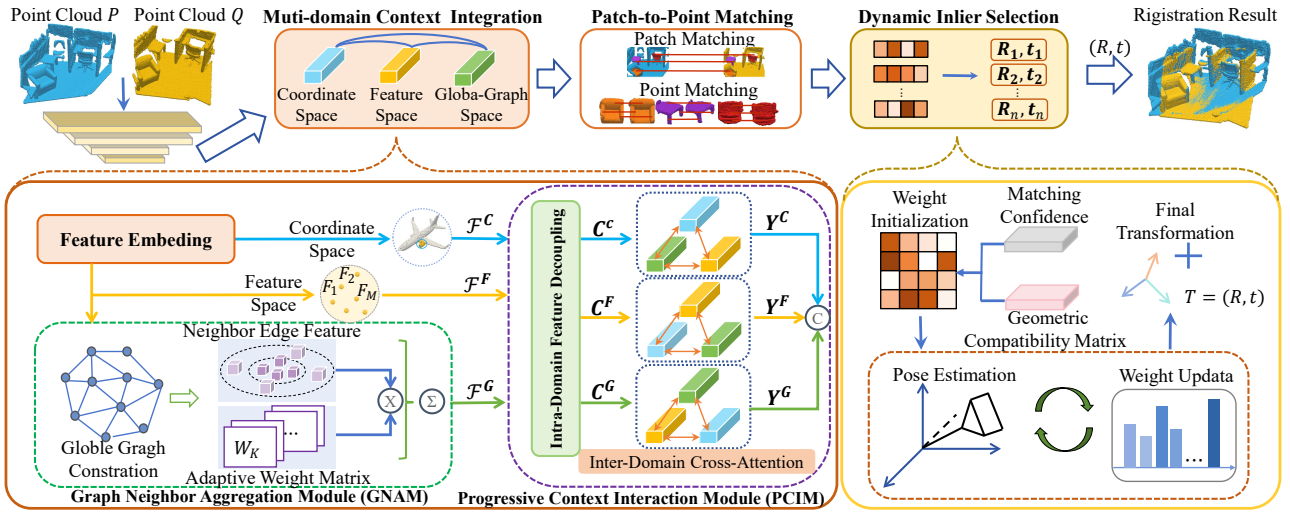 Point Cloud P
Point Cloud Q
Muti-domain Context Integration
Coordinate Space
Feature Space
Globa-Graph Space
Patch-to-Point Matching
Patch Matching
Point Matching
Dynamic Inlier Selection
R₁, t₁
R₂, t₂
⋮
⋮
Rₙ, tₙ
(R, t)
Rigistration Result
Feature Embeding
Coordinate
Space
ℱ^C
Feature
Space
F₁
F₂
F_M
ℱ^F
Neighbor Edge Feature
Globle Gragh
Constration
W_K
...
Adaptive Weight Matrix
X
Σ
ℱ^G
Graph Neighbor Aggregation Module (GNAM)
Intra-Domain Feature Decoupling
C^c
C^F
C^G
Y^C
Y^F
Y^G
C
Inter-Domain Cross-Attention
Progressive Context Interaction Module (PCIM)
Weight
Initialization
Matching
Confidence
Geometric
Compatibility Matrix
Final
Transformation
T = (R, t)
Pose Estimation
Weight Updata
...